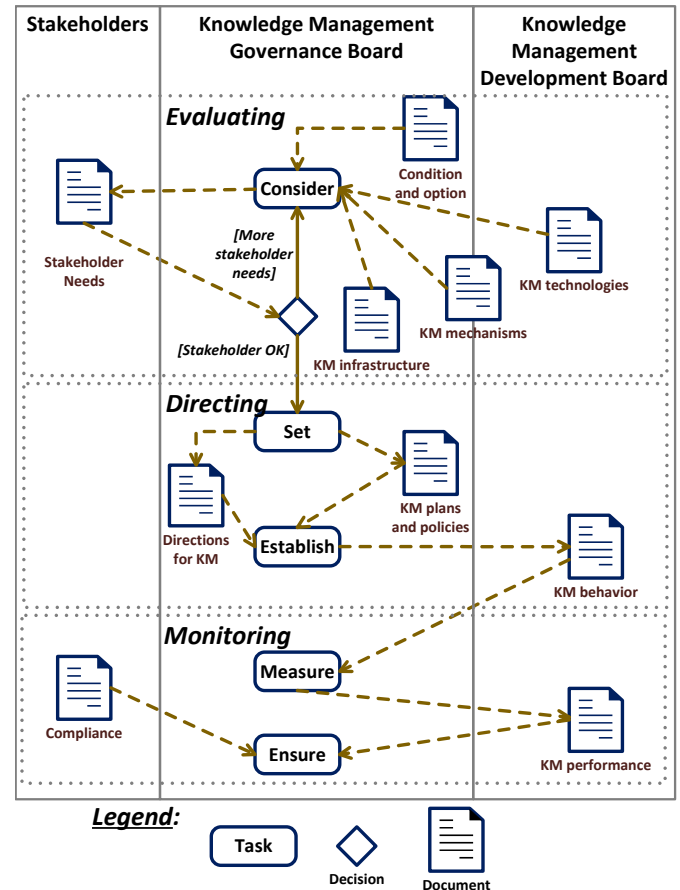 Stakeholders
Knowledge Management
Governance Board
Knowledge
Management
Development Board
Evaluating
Condition
and option
Consider
[More
stakeholder
needs]
Stakeholder
Needs
KM technologies
KM mechanisms
[Stakeholder OK]
KM infrastructure
Directing
Set
KM plans
and policies
Directions
for KM
Establish
KM behavior
Monitoring
Measure
Compliance
Ensure
KM performance
Legend:
Task
Decision
Document